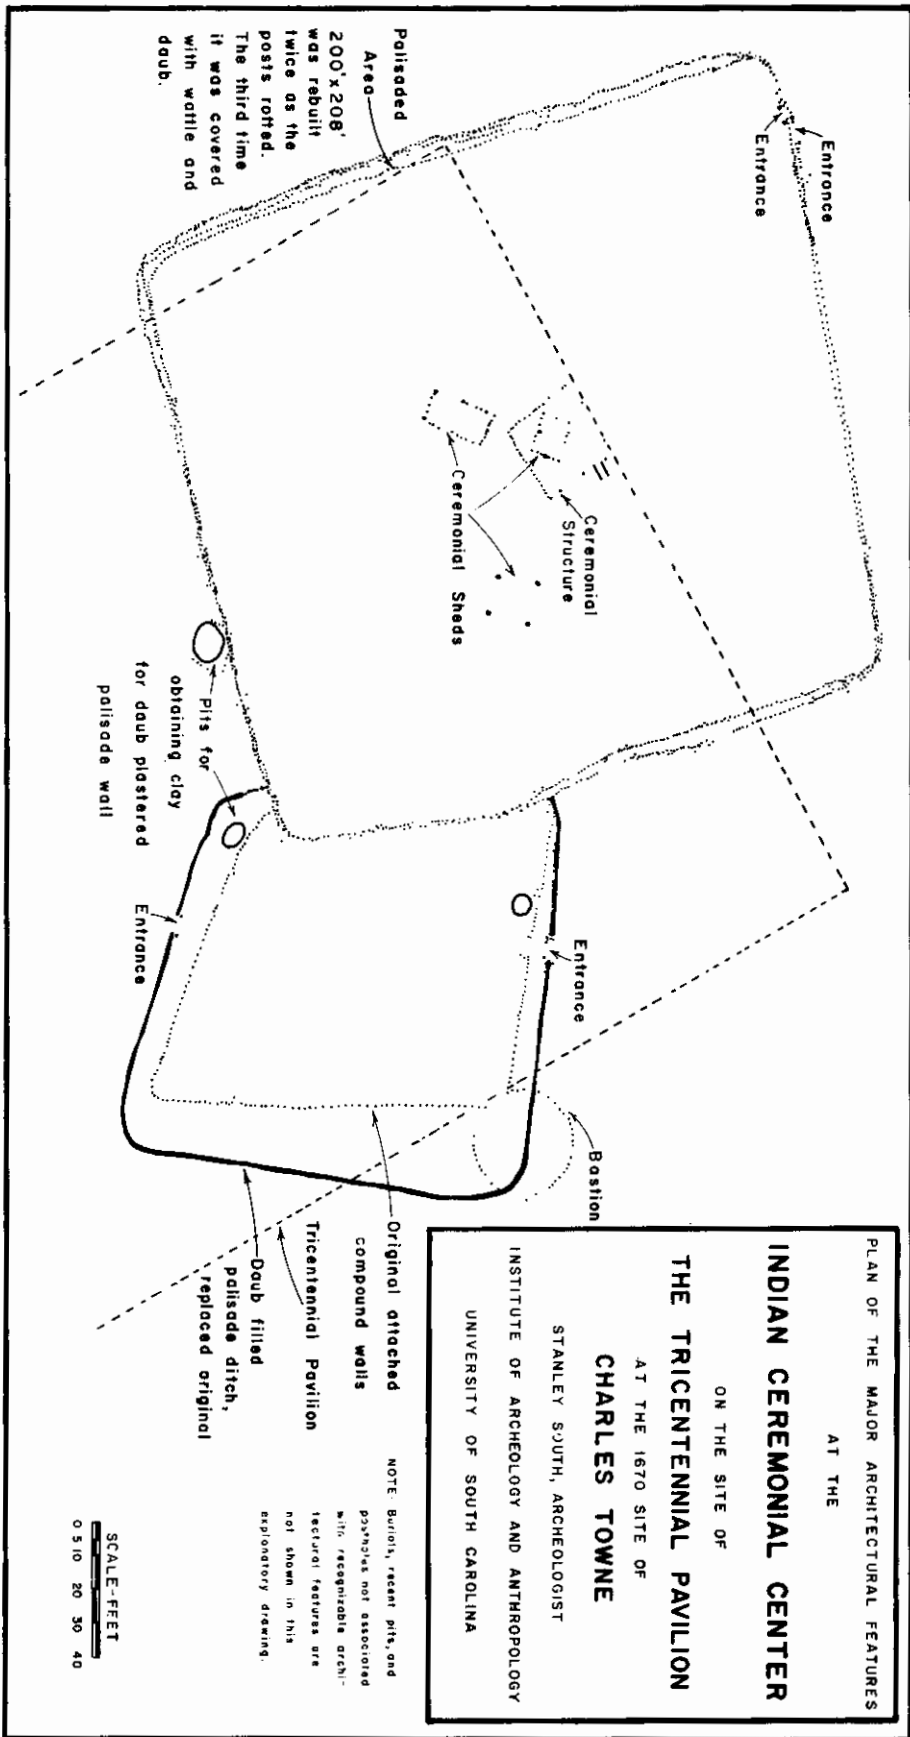 PLAN OF THE MAJOR ARCHITECTURAL FEATURES
AT THE
INDIAN CEREMONIAL CENTER
ON THE SITE OF
THE TRICENTENNIAL PAVILION
AT THE 1670 SITE OF
CHARLES TOWNE
STANLEY SOUTH, ARCHEOLOGIST
INSTITUTE OF ARCHEOLOGY AND ANTHROPOLOGY
UNIVERSITY OF SOUTH CAROLINA
Entrance
Entrance
Palisaded
Area
200'x208'
was rebuilt
twice as the
posts rotted.
The third time
it was covered
with wattle and
daub.
Ceremonial
Structure
Ceremonial Sheds
Pits for
obtaining clay
for daub plastered
palisade wall
Entrance
Entrance
Bastion
Original attached
compound walls
Tricentennial Pavilion
Daub filled
palisade ditch,
replaced original
NOTE: Burials, recent pits, and
postholes not associated
with recognizable archi-
tectural features are
not shown in this
explanatory drawing.
SCALE-FEET
0 5 10 20 30 40